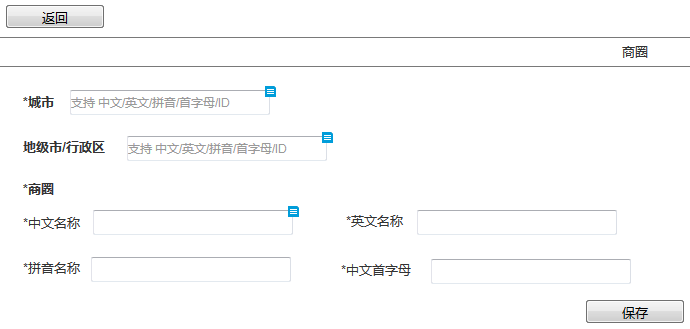 返回
商圈
*城市 支持 中文/英文/拼音/首字母/ID
地级市/行政区 支持 中文/英文/拼音/首字母/ID
*商圈
*中文名称 *英文名称
*拼音名称 *中文首字母
保存